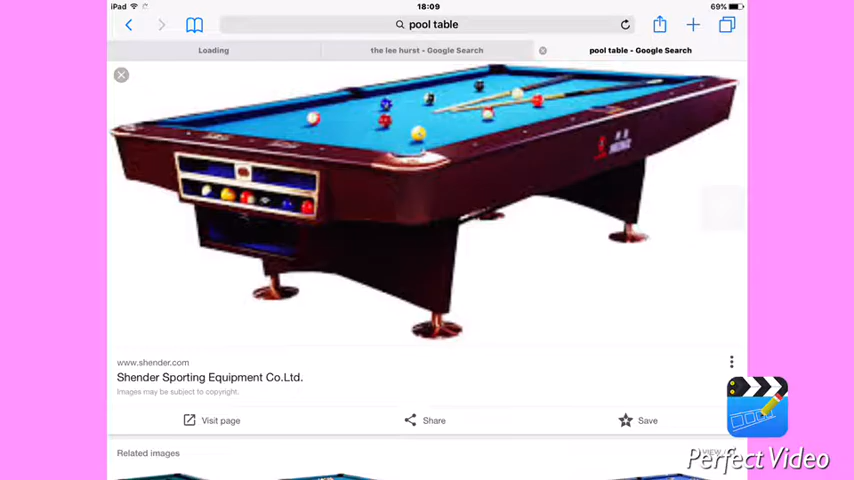 iPad
18:09
69%
pool table
Loading
the lee hurst - Google Search
pool table - Google Search
www.shender.com
Shender Sporting Equipment Co.Ltd.
Images may be subject to copyright.
Visit page
Share
Save
Related images
VIEW
Perfect Video